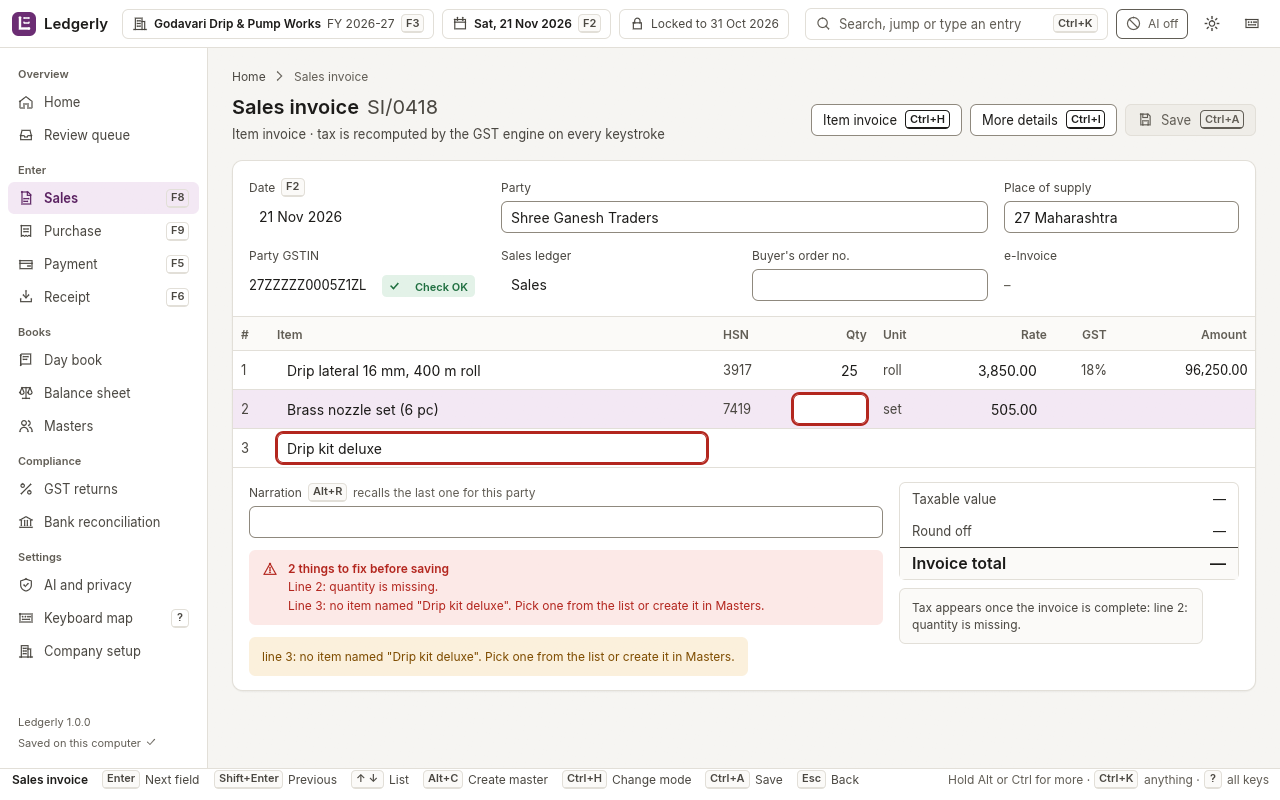 Ledgerly
Godavari Drip & Pump Works FY 2026-27 F3
Sat, 21 Nov 2026 F2
Locked to 31 Oct 2026
Search, jump or type an entry Ctrl+K
AI off
Overview
Home
Review queue
Enter
Sales F8
Purchase F9
Payment F5
Receipt F6
Books
Day book
Balance sheet
Masters
Compliance
GST returns
Bank reconciliation
Settings
AI and privacy
Keyboard map ?
Company setup
Ledgerly 1.0.0
Saved on this computer
Home Sales invoice
Sales invoice SI/0418
Item invoice · tax is recomputed by the GST engine on every keystroke
Item invoice Ctrl+H
More details Ctrl+I
Save Ctrl+A
Date F2
21 Nov 2026
Party
Shree Ganesh Traders
Place of supply
27 Maharashtra
Party GSTIN
27ZZZZZ0005Z1ZL Check OK
Sales ledger
Sales
Buyer's order no.
e-Invoice
–
# Item HSN Qty Unit Rate GST Amount
1 Drip lateral 16 mm, 400 m roll 3917 25 roll 3,850.00 18% 96,250.00
2 Brass nozzle set (6 pc) 7419 set 505.00
3 Drip kit deluxe
Narration Alt+R recalls the last one for this party
2 things to fix before saving
Line 2: quantity is missing.
Line 3: no item named "Drip kit deluxe". Pick one from the list or create it in Masters.
line 3: no item named "Drip kit deluxe". Pick one from the list or create it in Masters.
Taxable value —
Round off —
Invoice total —
Tax appears once the invoice is complete: line 2:
quantity is missing.
Sales invoice Enter Next field Shift+Enter Previous ↑ ↓ List Alt+C Create master Ctrl+H Change mode Ctrl+A Save Esc Back Hold Alt or Ctrl for more · Ctrl+K anything · ? all keys